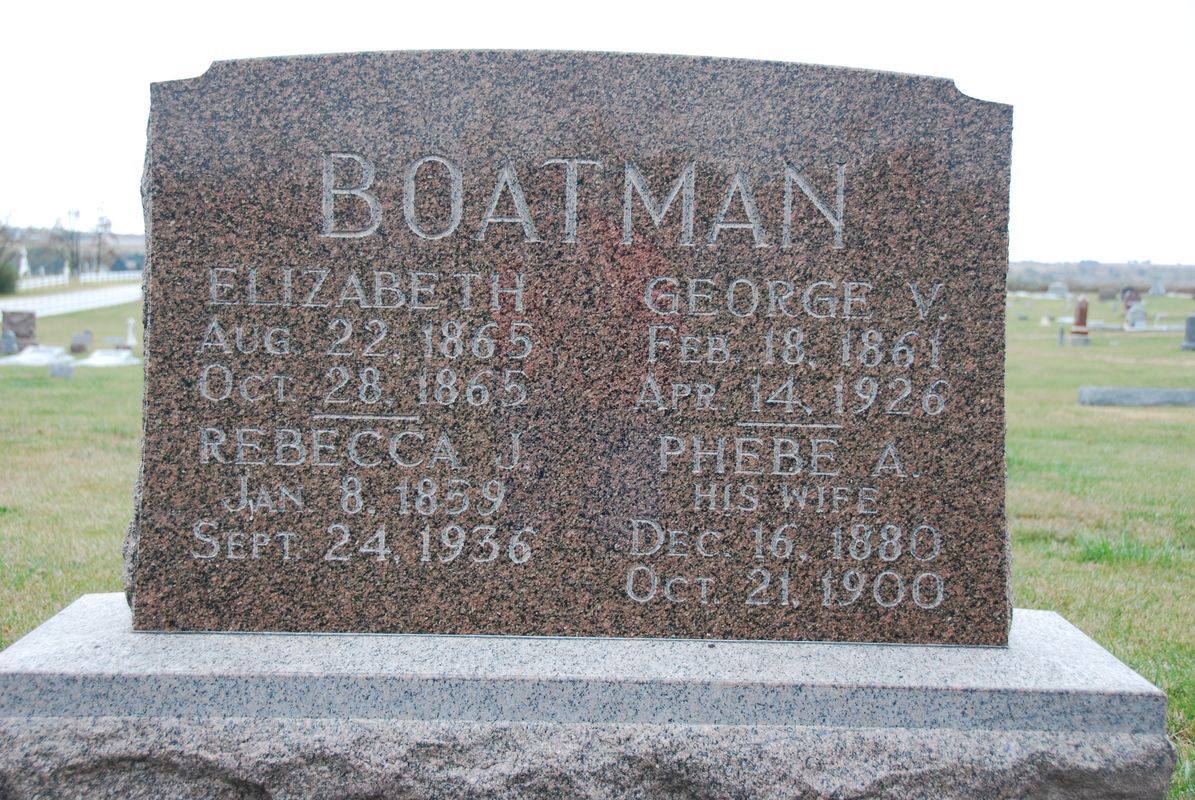 BOATMAN
ELIZABETH
AUG. 22, 1865
OCT. 28, 1865
REBECCA J.
JAN 8, 1859
SEPT. 24, 1936
GEORGE V.
FEB. 18, 1861
APR. 14, 1926
PHEBE A.
HIS WIFE
DEC. 16, 1880
OCT. 21, 1900